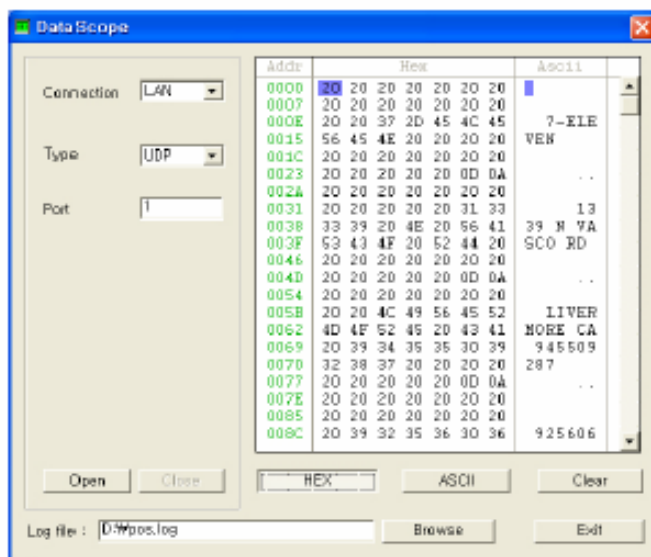 Data Scope
Connection LAN
Type UDP
Port 1
Addr Hex Ascii
0000 20 20 20 20 20 20 20
0007 20 20 20 20 20 20 20
000E 20 20 37 2D 45 4C 45 7-ELE
0015 56 45 4E 20 20 20 20 VEN
001C 20 20 20 20 20 20 20
0023 20 20 20 20 20 0D 0A ..
002A 20 20 20 20 20 20 20
0031 20 20 20 20 20 31 33 13
0038 33 39 20 4E 20 56 41 39 N VA
003F 53 43 4F 20 52 44 20 SCO RD
0046 20 20 20 20 20 20 20
004D 20 20 20 20 20 0D 0A ..
0054 20 20 20 20 20 20 20
005B 20 20 4C 49 56 45 52 LIVER
0062 4D 4F 52 45 20 43 41 MORE CA
0069 20 39 34 35 35 30 39 945509
0070 32 38 37 20 20 20 20 287
0077 20 20 20 20 20 0D 0A ..
007E 20 20 20 20 20 20 20
0085 20 20 20 20 20 20 20
008C 20 39 32 35 36 30 36 925606
Open Close HEX ASCII Clear
Log file : D:₩pos.log Browse Exit